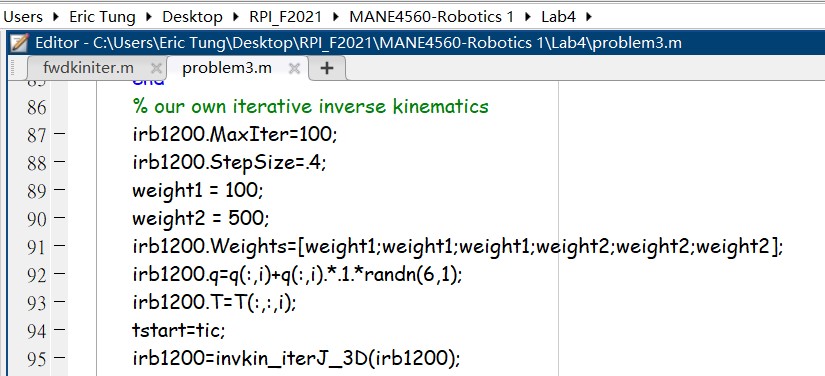 Users ▸ Eric Tung ▸ Desktop ▸ RPI_F2021 ▸ MANE4560-Robotics 1 ▸ Lab4 ▸
Editor - C:\Users\Eric Tung\Desktop\RPI_F2021\MANE4560-Robotics 1\Lab4\problem3.m
fwdkiniter.m × problem3.m × +
85 end
86 % our own iterative inverse kinematics
87 – irb1200.MaxIter=100;
88 – irb1200.StepSize=.4;
89 – weight1 = 100;
90 – weight2 = 500;
91 – irb1200.Weights=[weight1;weight1;weight1;weight2;weight2;weight2];
92 – irb1200.q=q(:,i)+q(:,i).*.1.*randn(6,1);
93 – irb1200.T=T(:,:,i);
94 – tstart=tic;
95 – irb1200=invkin_iterJ_3D(irb1200);